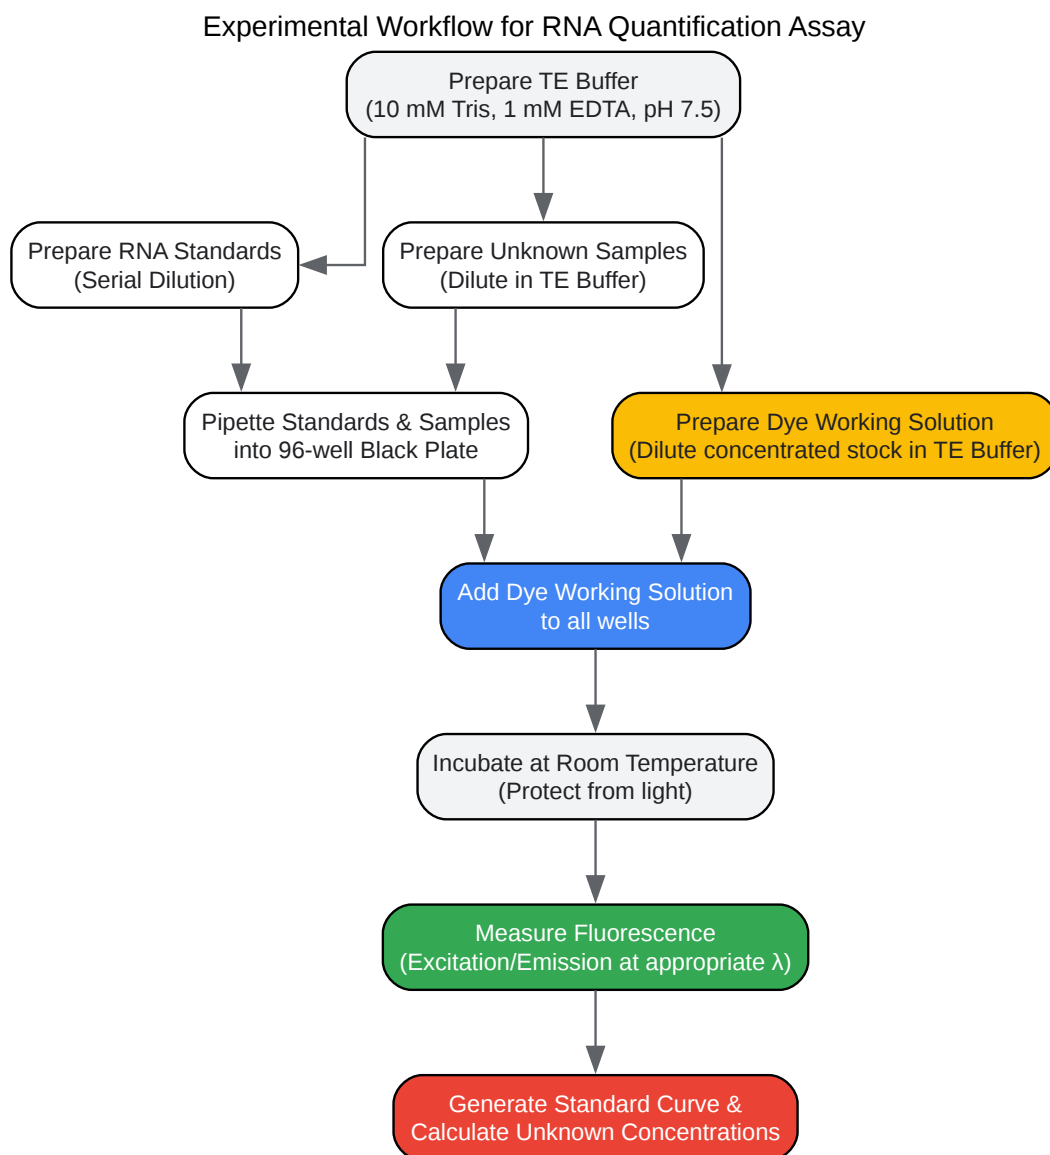 Experimental Workflow for RNA Quantification Assay
Prepare TE Buffer
(10 mM Tris, 1 mM EDTA, pH 7.5)
Prepare RNA Standards
(Serial Dilution)
Prepare Unknown Samples
(Dilute in TE Buffer)
Pipette Standards & Samples
into 96-well Black Plate
Prepare Dye Working Solution
(Dilute concentrated stock in TE Buffer)
Add Dye Working Solution
to all wells
Incubate at Room Temperature
(Protect from light)
Measure Fluorescence
(Excitation/Emission at appropriate λ)
Generate Standard Curve &
Calculate Unknown Concentrations